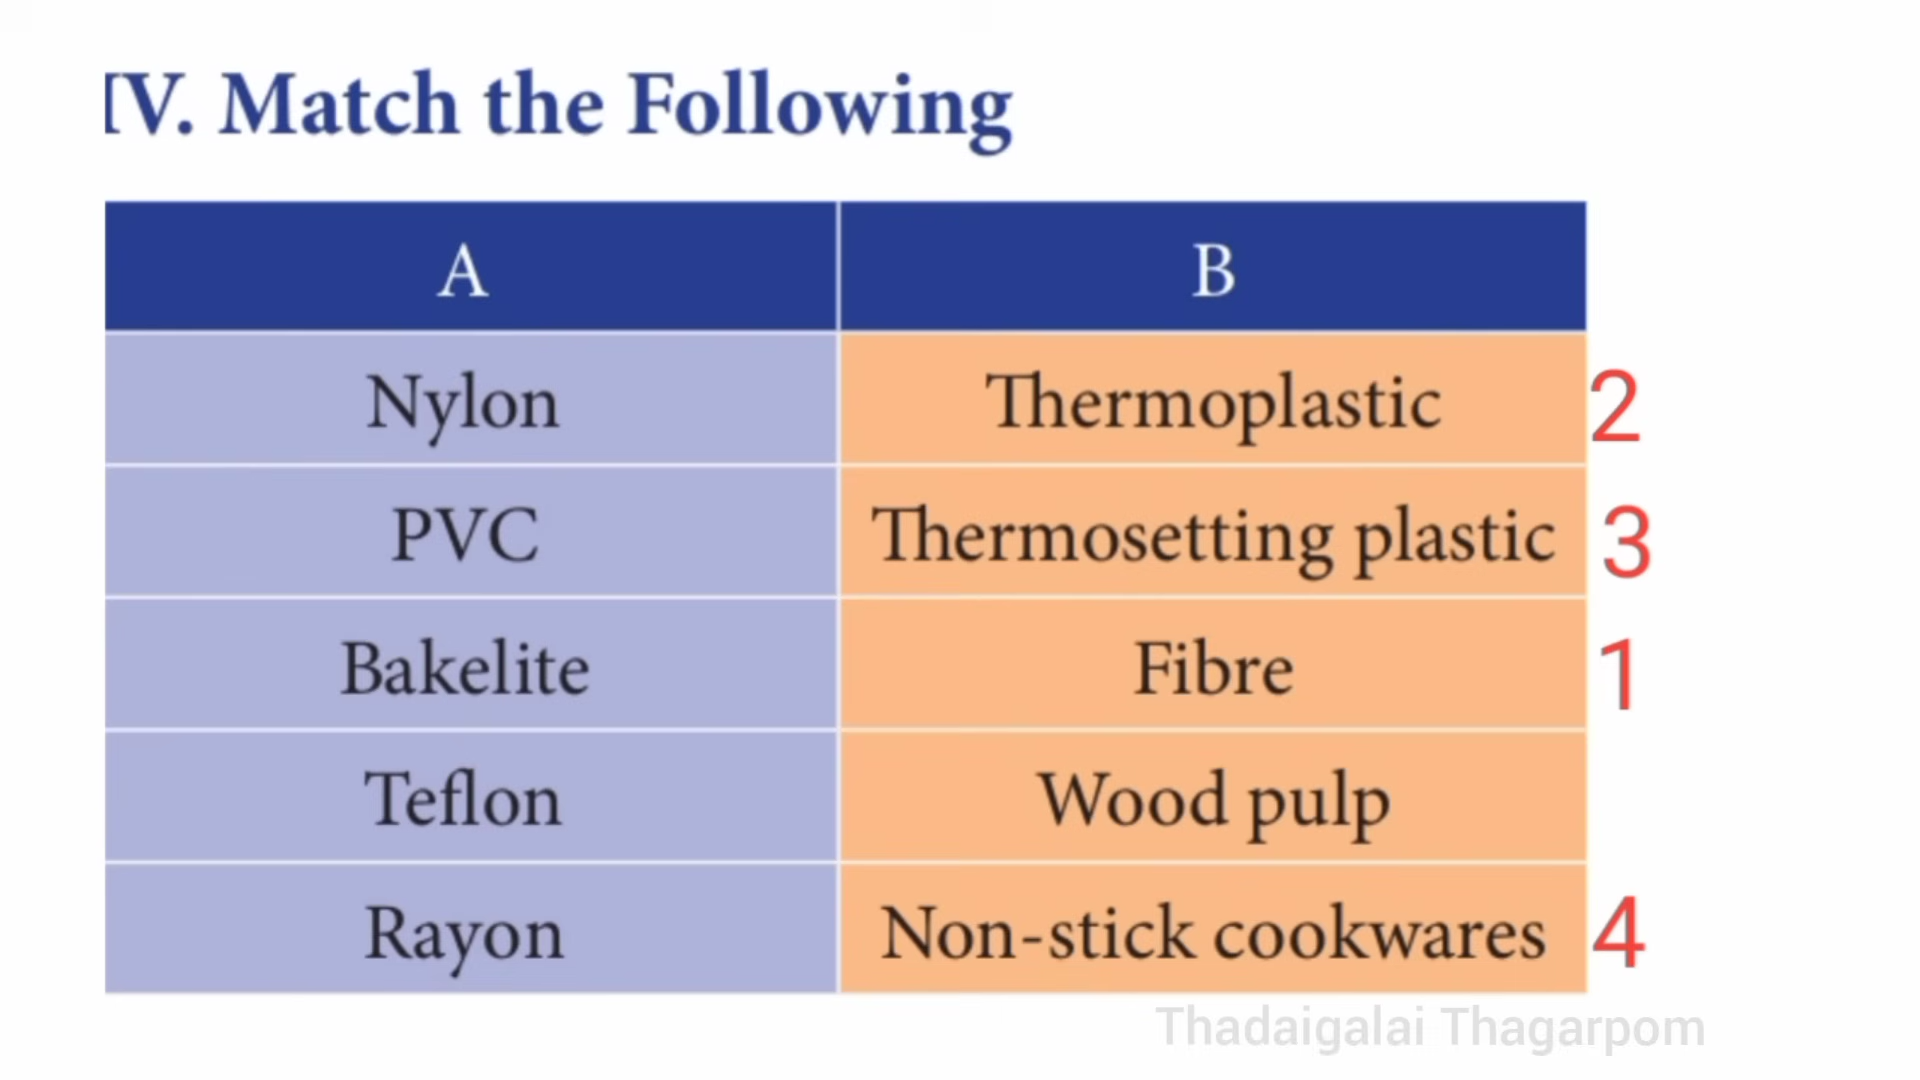 IV. Match the Following
A B
Nylon Thermoplastic 2
PVC Thermosetting plastic 3
Bakelite Fibre 1
Teflon Wood pulp
Rayon Non-stick cookwares 4
Thadaigalai Thagarpom